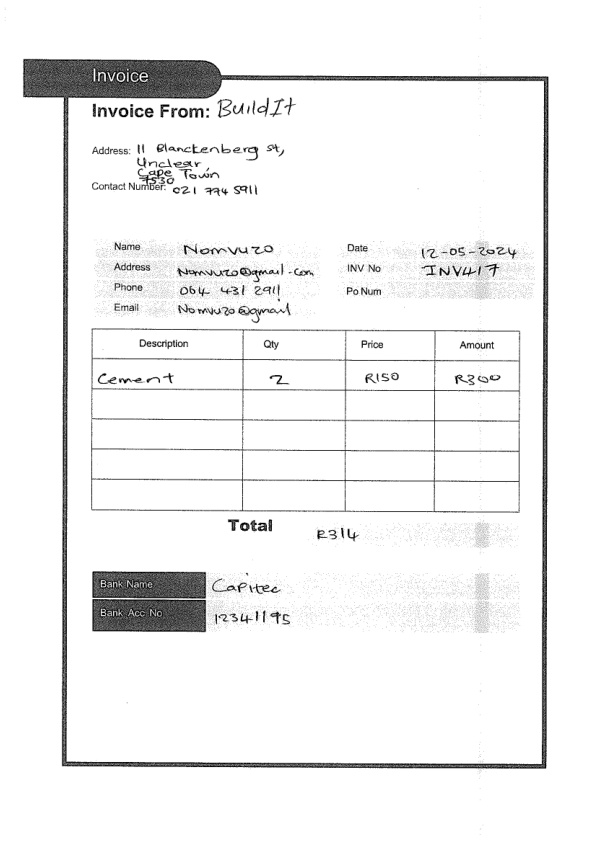 Invoice
Invoice From: BuildIt
Address: 11 Blanckenberg St,
Unclear
Cape Town
7530
Contact Number: 021 774 5911
Name Nomvuzo Date 12-05-2024
Address Nomvuzo@gmail.com INV No INV417
Phone 064 431 2911 Po Num
Email Nomvuzo@gmail
Description Qty Price Amount
Cement 2 R150 R300
Total R314
Bank Name Capitec
Bank Acc No 12341195